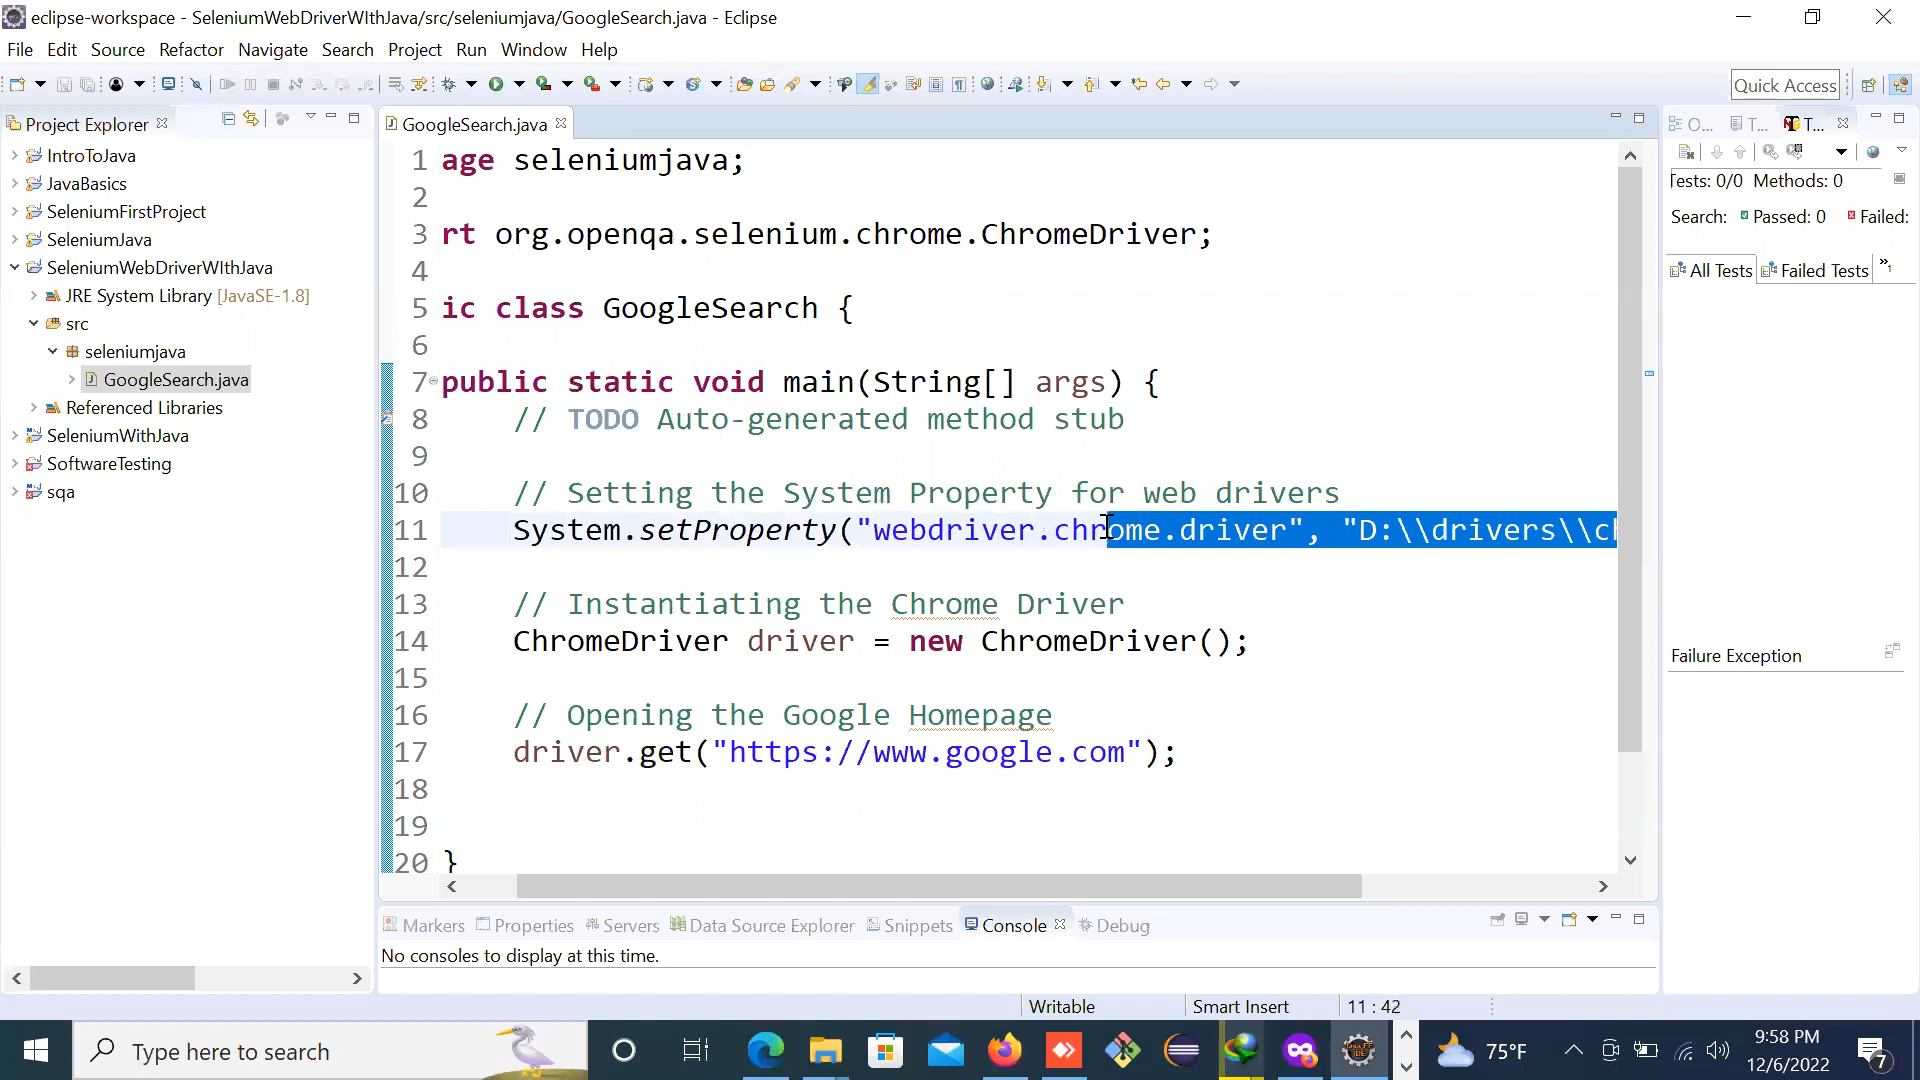 eclipse-workspace - SeleniumWebDriverWIthJava/src/seleniumjava/GoogleSearch.java - Eclipse
File Edit Source Refactor Navigate Search Project Run Window Help
Quick Access
Project Explorer
IntroToJava
JavaBasics
SeleniumFirstProject
SeleniumJava
SeleniumWebDriverWIthJava
JRE System Library [JavaSE-1.8]
src
seleniumjava
GoogleSearch.java
Referenced Libraries
SeleniumWithJava
SoftwareTesting
sqa
GoogleSearch.java
1 age seleniumjava;
2
3 rt org.openqa.selenium.chrome.ChromeDriver;
4
5 ic class GoogleSearch {
6
7 public static void main(String[] args) {
8 // TODO Auto-generated method stub
9
10 // Setting the System Property for web drivers
11 System.setProperty("webdriver.chrome.driver", "D:\\drivers\\ch
12
13 // Instantiating the Chrome Driver
14 ChromeDriver driver = new ChromeDriver();
15
16 // Opening the Google Homepage
17 driver.get("https://www.google.com");
18
19
20 }
O... T... T...
Tests: 0/0 Methods: 0
Search: Passed: 0 Failed:
All Tests Failed Tests »1
Failure Exception
Markers Properties Servers Data Source Explorer Snippets Console Debug
No consoles to display at this time.
Writable Smart Insert 11 : 42
Type here to search
75°F
9:58 PM
12/6/2022
7